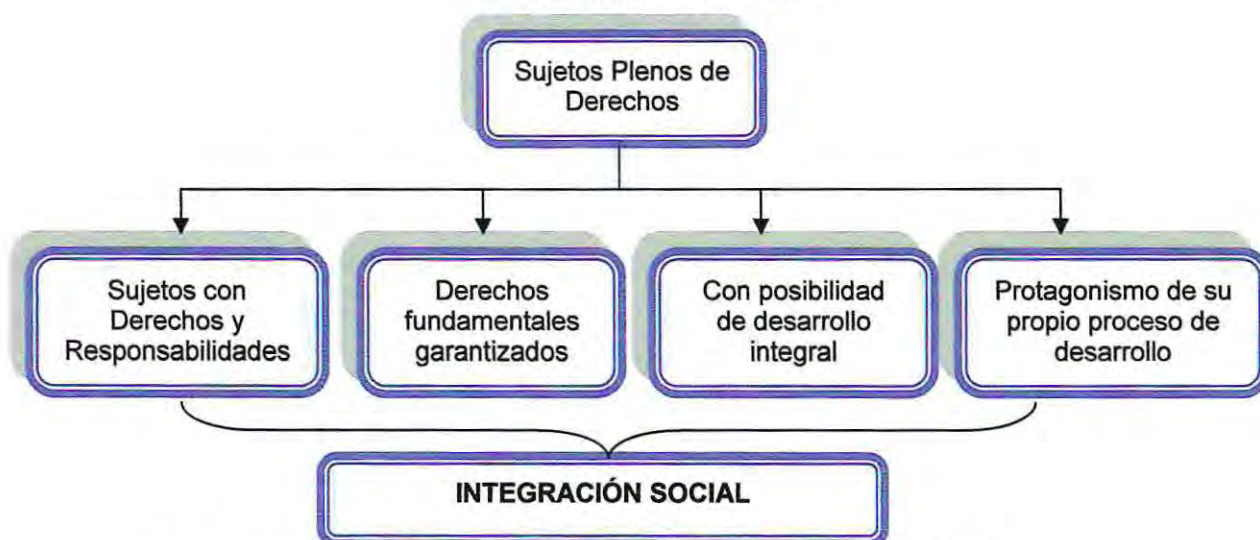 Sujetos Plenos de
Derechos
Sujetos con
Derechos y
Responsabilidades
Derechos
fundamentales
garantizados
Con posibilidad
de desarrollo
integral
Protagonismo de su
propio proceso de
desarrollo
INTEGRACIÓN SOCIAL